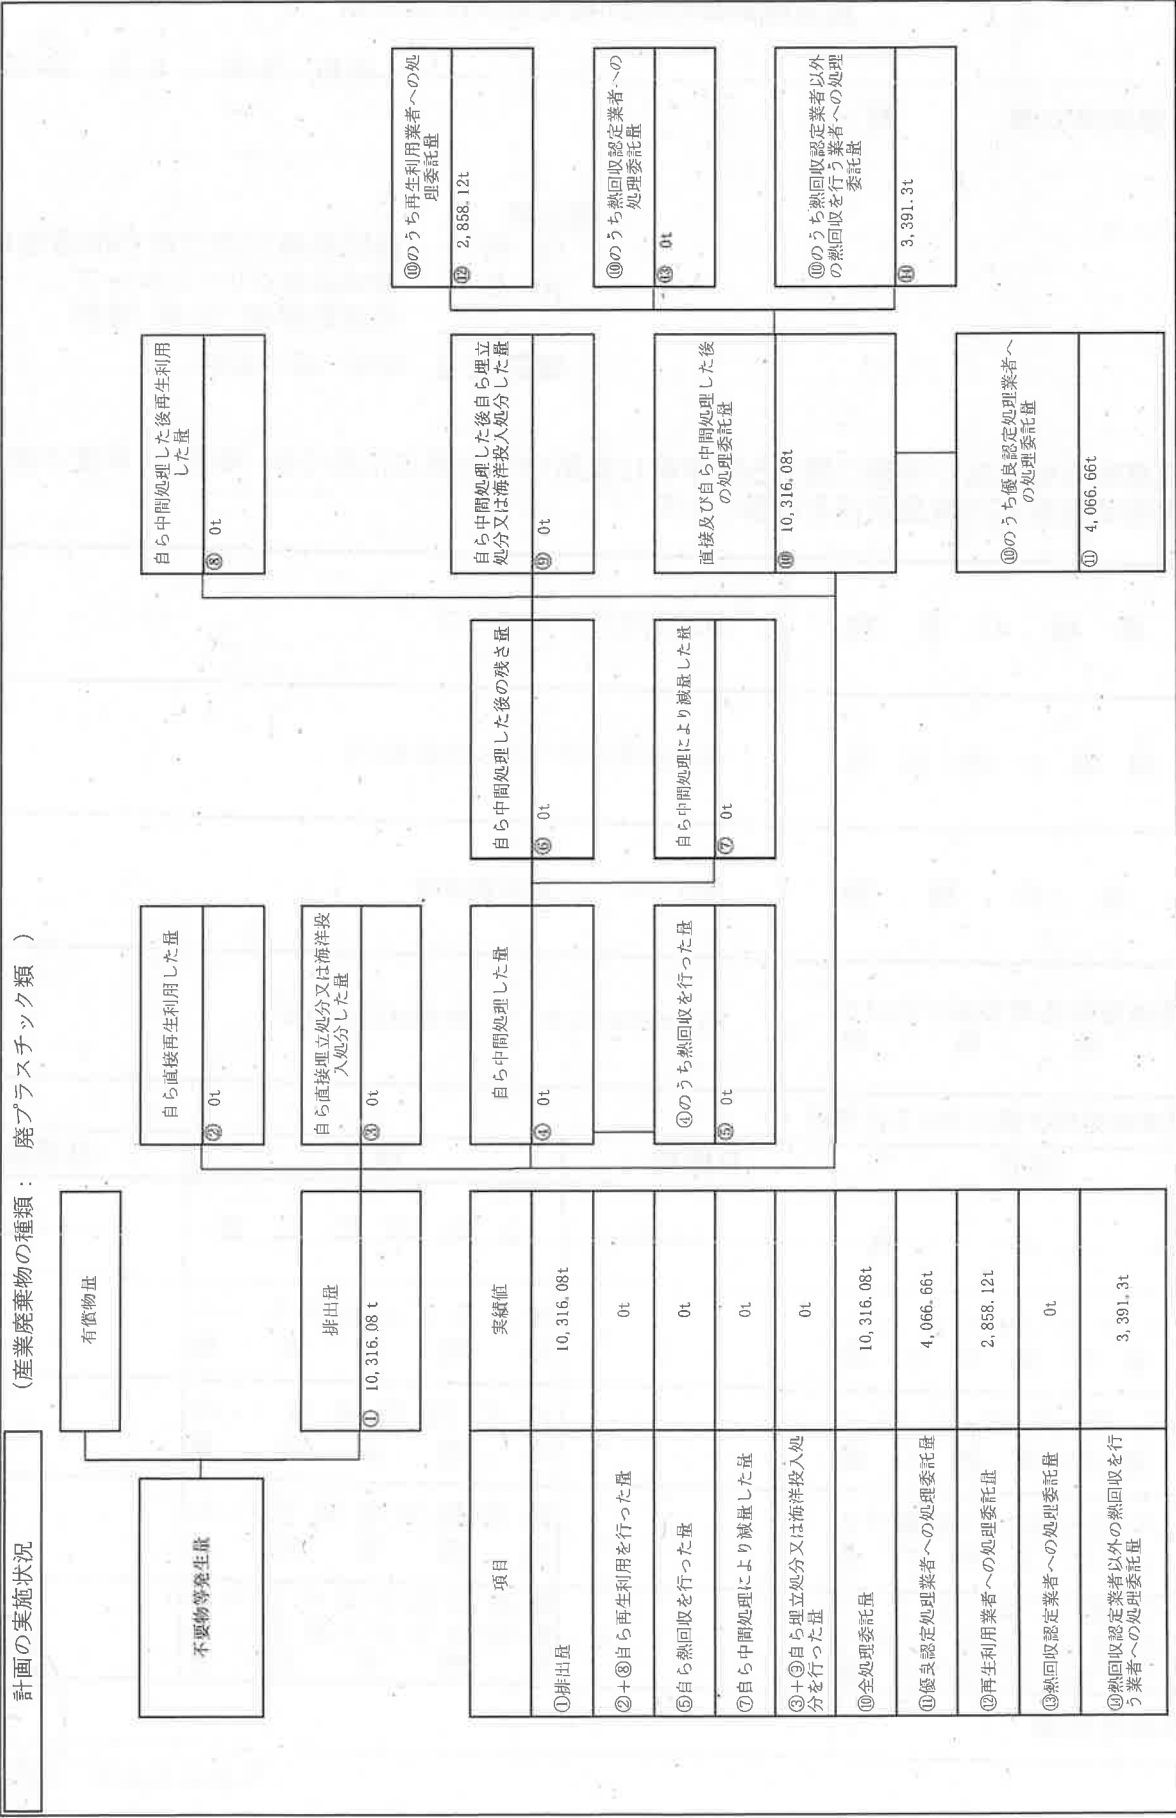 計画の実施状況
(産業廃棄物の種類： 廃プラスチック類 )
不要物等発生量
有償物量
排出量
① 10,316.08 t
自ら直接再生利用した量
② 0t
自ら直接埋立処分又は海洋投
入処分した量
③ 0t
自ら中間処理した量
④ 0t
④のうち熱回収を行った量
⑤ 0t
自ら中間処理した後の残さ量
⑥ 0t
自ら中間処理により減量した量
⑦ 0t
自ら中間処理した後再生利用
した量
⑧ 0t
自ら中間処理した後自ら埋立
処分又は海洋投入処分した量
⑨ 0t
直接及び自ら中間処理した後
の処理委託量
⑩ 10,316.08t
⑩のうち優良認定処理業者へ
の処理委託量
⑪ 4,066.66t
⑩のうち再生利用業者への処
理委託量
⑫ 2,858.12t
⑩のうち熱回収認定業者への
処理委託量
⑬ 0t
⑩のうち熱回収認定業者以外
の熱回収を行う業者への処理
委託量
⑭ 3,391.3t
項目 実績値
①排出量 10,316.08t
②+⑧自ら再生利用を行った量 0t
⑤自ら熱回収を行った量 0t
⑦自ら中間処理により減量した量 0t
③+⑨自ら埋立処分又は海洋投入処
分を行った量 0t
⑩全処理委託量 10,316.08t
⑪優良認定処理業者への処理委託量 4,066.66t
⑫再生利用業者への処理委託量 2,858.12t
⑬熱回収認定業者への処理委託量 0t
⑭熱回収認定業者以外の熱回収を行
う業者への処理委託量 3,391.3t